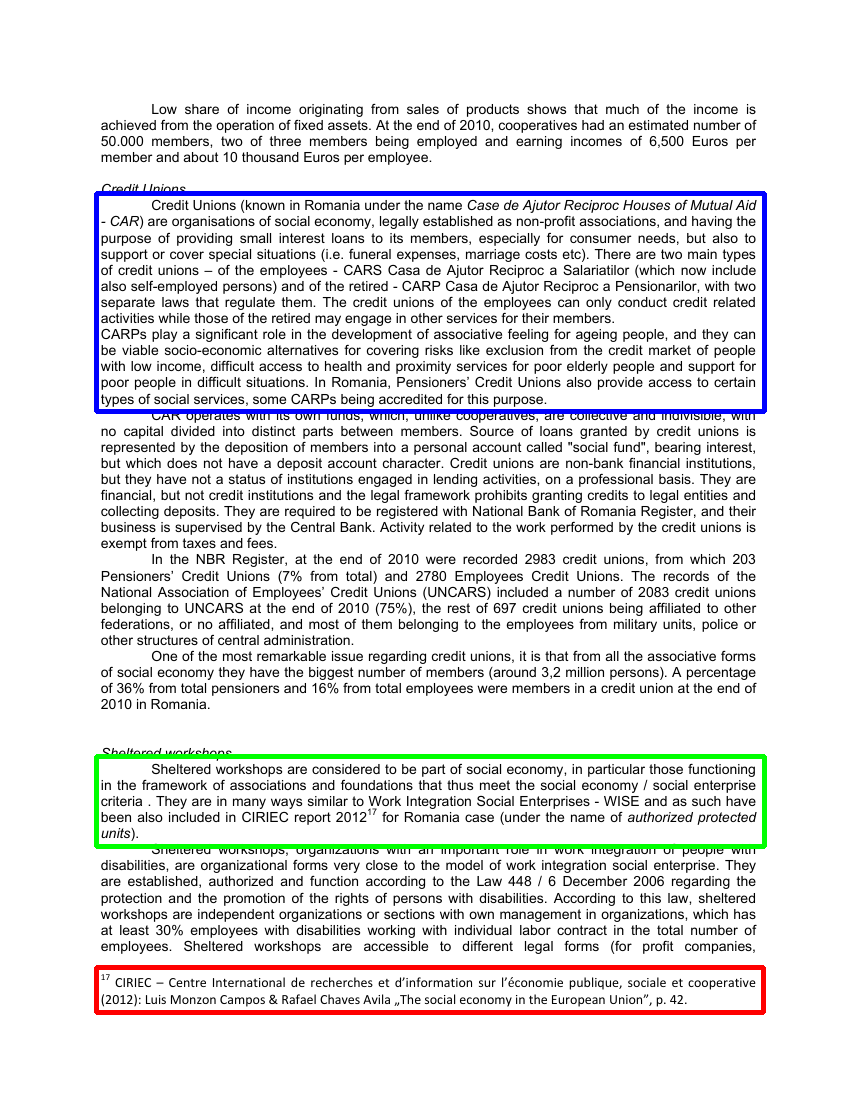 Low share of income originating from sales of products shows that much of the income is
achieved from the operation of fixed assets. At the end of 2010, cooperatives had an estimated number of
50.000 members, two of three members being employed and earning incomes of 6,500 Euros per
member and about 10 thousand Euros per employee.
Credit Unions
Credit Unions (known in Romania under the name Case de Ajutor Reciproc Houses of Mutual Aid
- CAR) are organisations of social economy, legally established as non-profit associations, and having the
purpose of providing small interest loans to its members, especially for consumer needs, but also to
support or cover special situations (i.e. funeral expenses, marriage costs etc). There are two main types
of credit unions – of the employees - CARS Casa de Ajutor Reciproc a Salariatilor (which now include
also self-employed persons) and of the retired - CARP Casa de Ajutor Reciproc a Pensionarilor, with two
separate laws that regulate them. The credit unions of the employees can only conduct credit related
activities while those of the retired may engage in other services for their members.
CARPs play a significant role in the development of associative feeling for ageing people, and they can
be viable socio-economic alternatives for covering risks like exclusion from the credit market of people
with low income, difficult access to health and proximity services for poor elderly people and support for
poor people in difficult situations. In Romania, Pensioners’ Credit Unions also provide access to certain
types of social services, some CARPs being accredited for this purpose.
CAR operates with its own funds, which, unlike cooperatives, are collective and indivisible, with
no capital divided into distinct parts between members. Source of loans granted by credit unions is
represented by the deposition of members into a personal account called "social fund", bearing interest,
but which does not have a deposit account character. Credit unions are non-bank financial institutions,
but they have not a status of institutions engaged in lending activities, on a professional basis. They are
financial, but not credit institutions and the legal framework prohibits granting credits to legal entities and
collecting deposits. They are required to be registered with National Bank of Romania Register, and their
business is supervised by the Central Bank. Activity related to the work performed by the credit unions is
exempt from taxes and fees.
In the NBR Register, at the end of 2010 were recorded 2983 credit unions, from which 203
Pensioners’ Credit Unions (7% from total) and 2780 Employees Credit Unions. The records of the
National Association of Employees’ Credit Unions (UNCARS) included a number of 2083 credit unions
belonging to UNCARS at the end of 2010 (75%), the rest of 697 credit unions being affiliated to other
federations, or no affiliated, and most of them belonging to the employees from military units, police or
other structures of central administration.
One of the most remarkable issue regarding credit unions, it is that from all the associative forms
of social economy they have the biggest number of members (around 3,2 million persons). A percentage
of 36% from total pensioners and 16% from total employees were members in a credit union at the end of
2010 in Romania.
Sheltered workshops
Sheltered workshops are considered to be part of social economy, in particular those functioning
in the framework of associations and foundations that thus meet the social economy / social enterprise
criteria . They are in many ways similar to Work Integration Social Enterprises - WISE and as such have
been also included in CIRIEC report 2012¹⁷ for Romania case (under the name of authorized protected
units).
Sheltered workshops, organizations with an important role in work integration of people with
disabilities, are organizational forms very close to the model of work integration social enterprise. They
are established, authorized and function according to the Law 448 / 6 December 2006 regarding the
protection and the promotion of the rights of persons with disabilities. According to this law, sheltered
workshops are independent organizations or sections with own management in organizations, which has
at least 30% employees with disabilities working with individual labor contract in the total number of
employees. Sheltered workshops are accessible to different legal forms (for profit companies,
¹⁷ CIRIEC – Centre International de recherches et d’information sur l’économie publique, sociale et cooperative
(2012): Luis Monzon Campos & Rafael Chaves Avila „The social economy in the European Union”, p. 42.